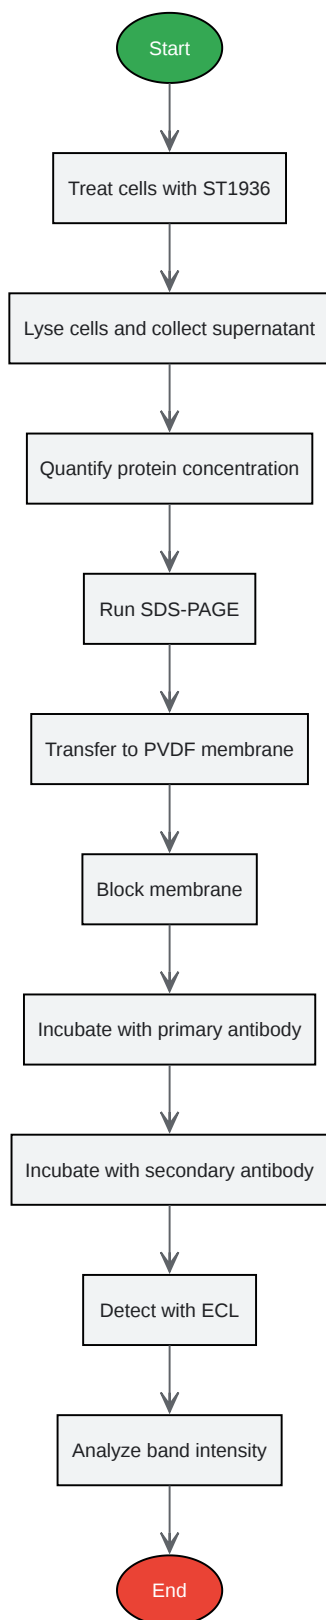 Start
Treat cells with ST1936
Lyse cells and collect supernatant
Quantify protein concentration
Run SDS-PAGE
Transfer to PVDF membrane
Block membrane
Incubate with primary antibody
Incubate with secondary antibody
Detect with ECL
Analyze band intensity
End